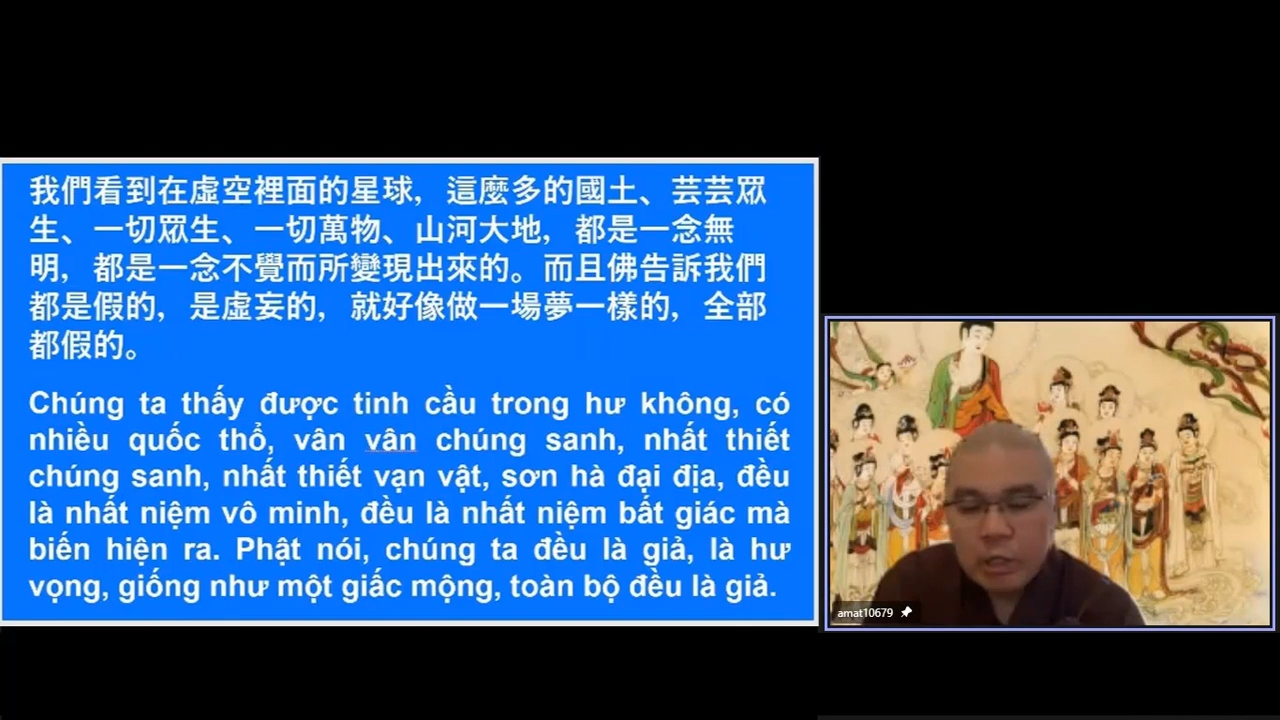 我們看到在虛空裡面的星球，這麼多的國土、芸芸眾
生、一切眾生、一切萬物、山河大地，都是一念無
明，都是一念不覺而所變現出來的。而且佛告訴我們
都是假的，是虛妄的，就好像做一場夢一樣的，全部
都假的。
Chúng ta thấy được tinh cầu trong hư không, có
nhiều quốc thổ, vân vân chúng sanh, nhất thiết
chúng sanh, nhất thiết vạn vật, sơn hà đại địa, đều
là nhất niệm vô minh, đều là nhất niệm bất giác mà
biến hiện ra. Phật nói, chúng ta đều là giả, là hư
vọng, giống như một giấc mộng, toàn bộ đều là giả.
amat10679